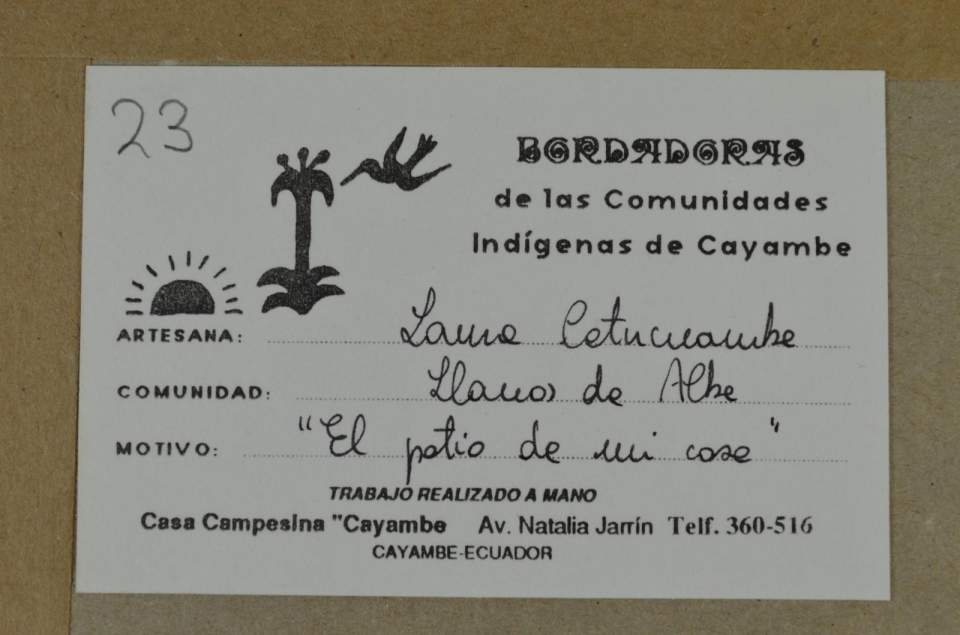 23
BORDADORAS
de las Comunidades
Indígenas de Cayambe
ARTESANA: Laura Catucuambe
COMUNIDAD: Llanos de Alba
MOTIVO: "El patio de mi casa"
TRABAJO REALIZADO A MANO
Casa Campesina "Cayambe Av. Natalia Jarrín Telf. 360-516
CAYAMBE-ECUADOR